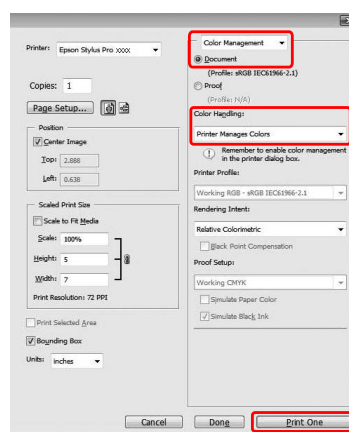 Printer: Epson Stylus Pro xxxx
Copies: 1
Page Setup...
Position
Center Image
Top: 2.888
Left: 0.638
Scaled Print Size
Scale to Fit Media
Scale: 100%
Height: 5
Width: 7
Print Resolution: 72 PPI
Print Selected Area
Bounding Box
Units: inches
Color Management
Document
(Profile: sRGB IEC61966-2.1)
Proof
(Profile: N/A)
Color Handling:
Printer Manages Colors
Remember to enable color management
in the printer dialog box.
Printer Profile:
Working RGB - sRGB IEC61966-2.1
Rendering Intent:
Relative Colorimetric
Black Point Compensation
Proof Setup:
Working CMYK
Simulate Paper Color
Simulate Black Ink
Cancel
Done
Print One